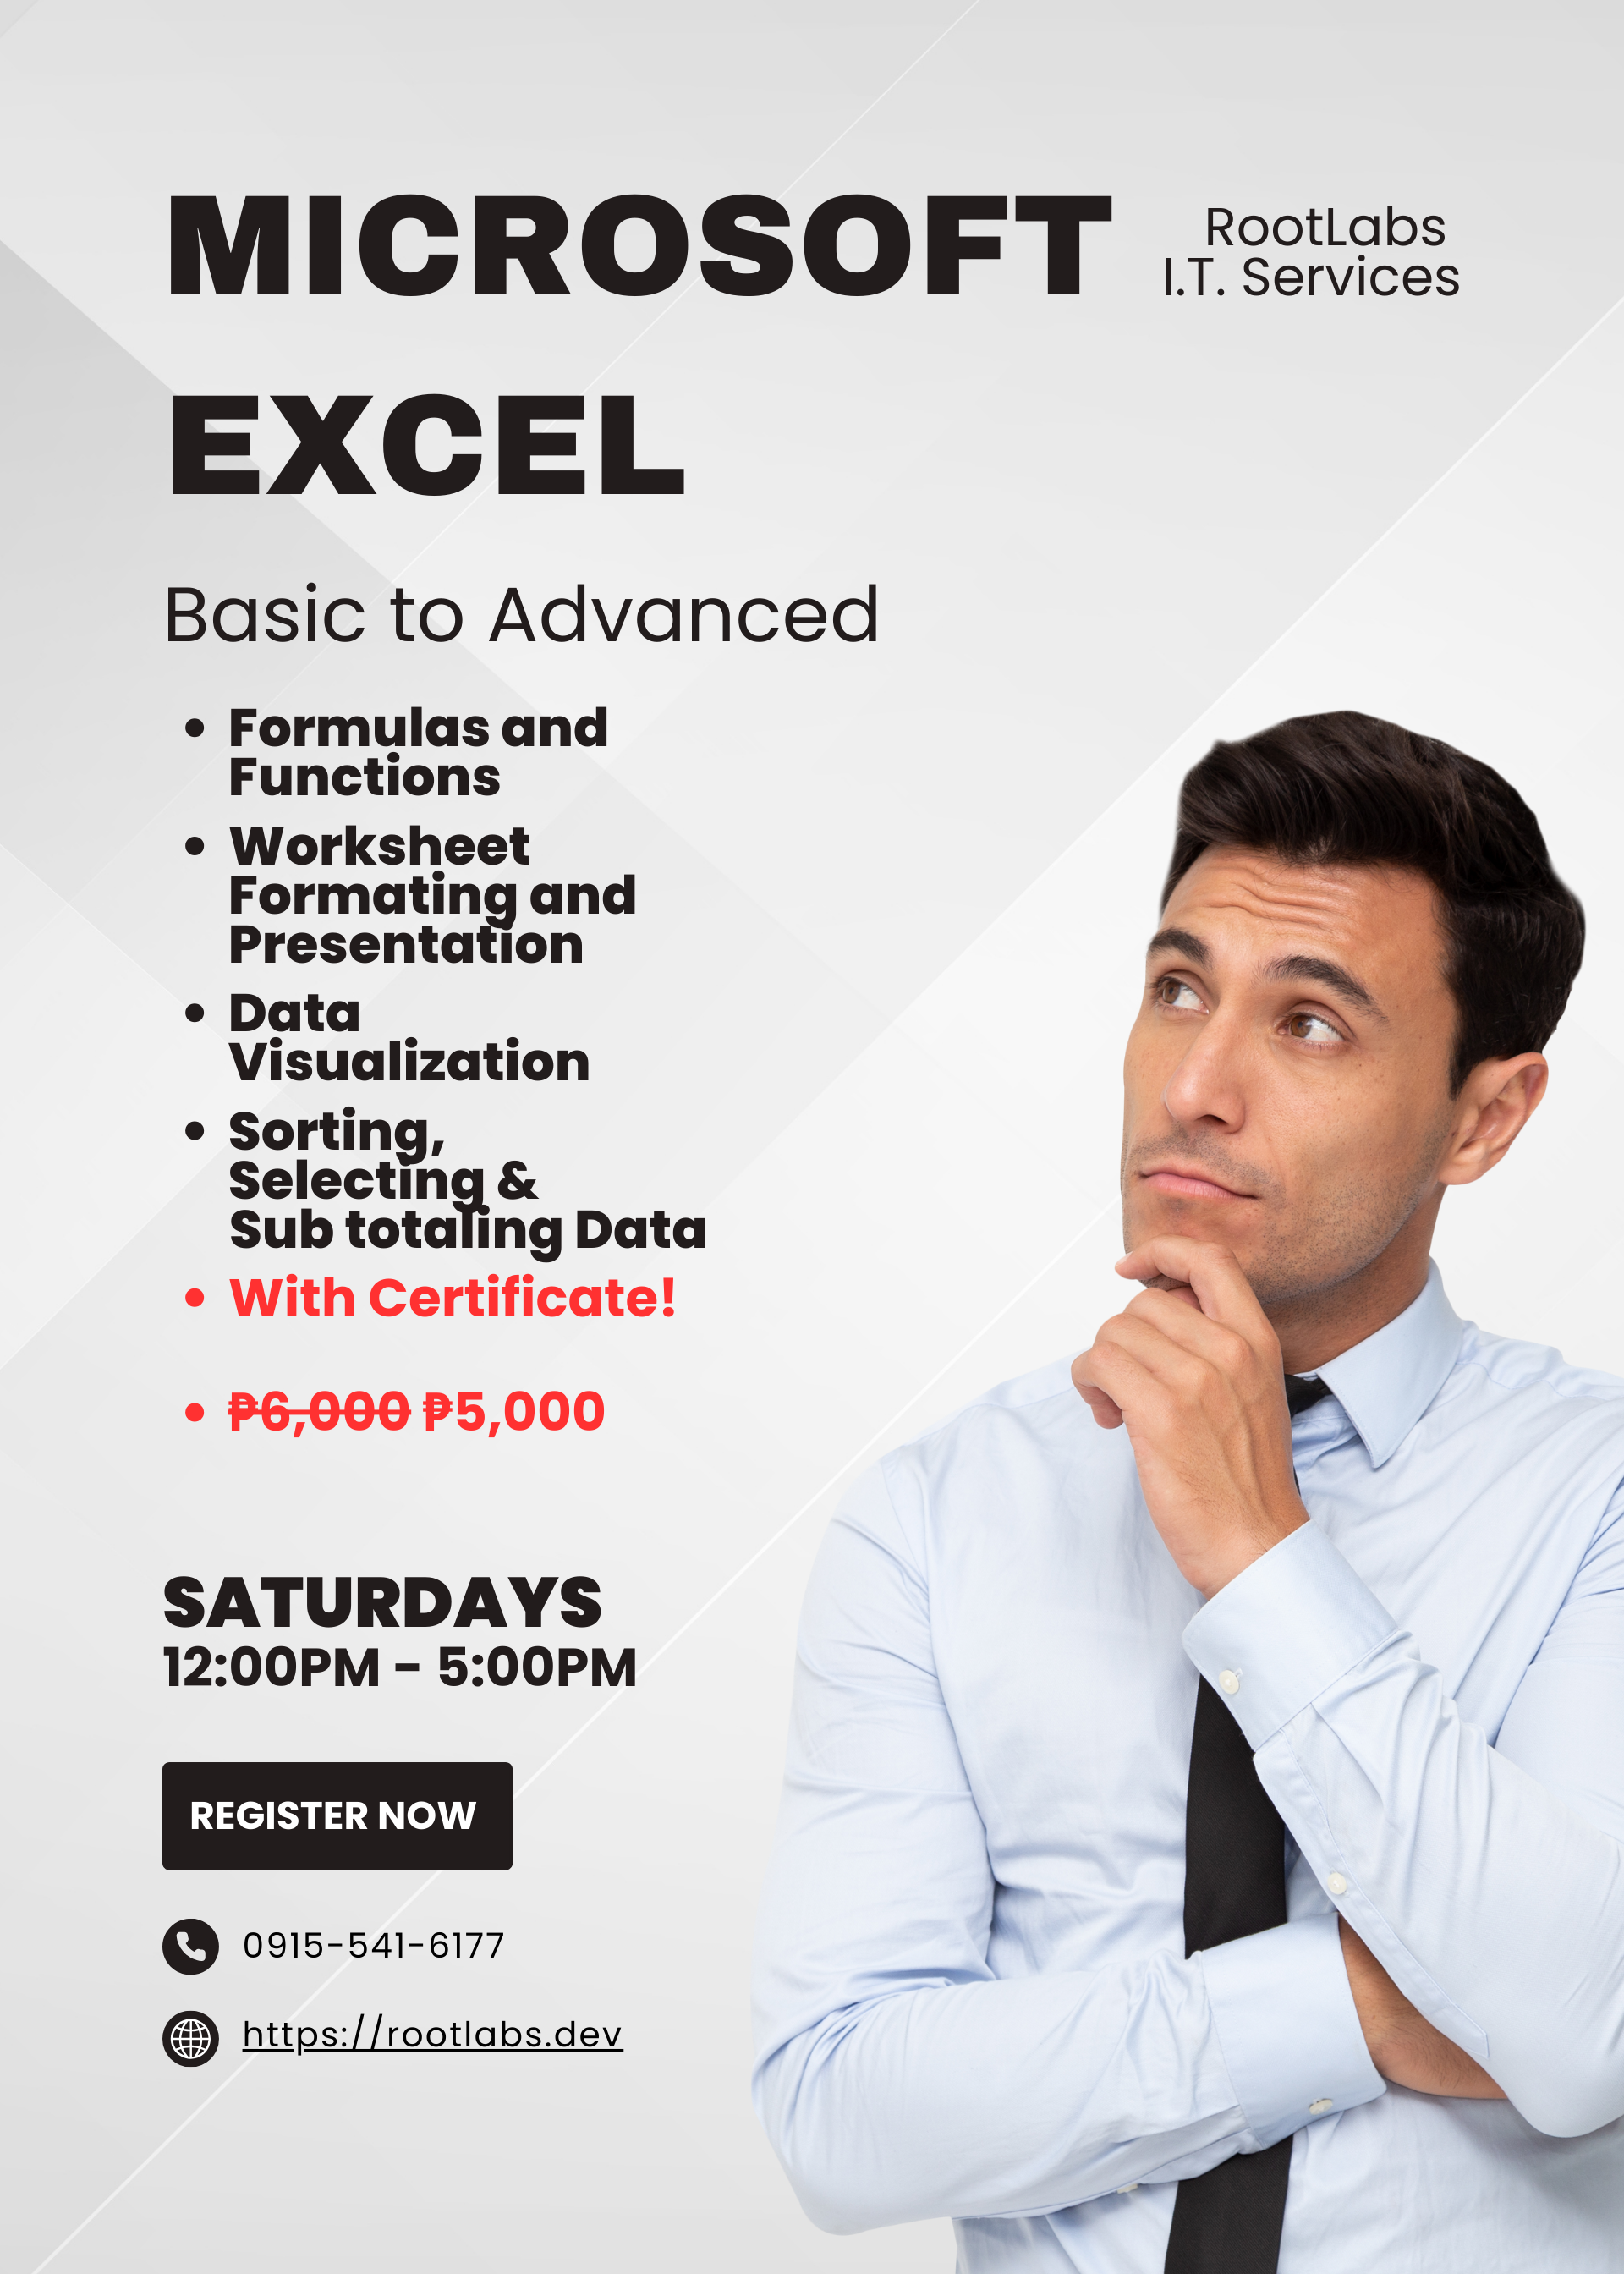 MICROSOFT
RootLabs
I.T. Services
EXCEL
Basic to Advanced
• Formulas and
Functions
• Worksheet
Formating and
Presentation
• Data
Visualization
• Sorting,
Selecting &
Sub totaling Data
• With Certificate!
• ₱6,000 ₱5,000
SATURDAYS
12:00PM - 5:00PM
REGISTER NOW
0915-541-6177
https://rootlabs.dev